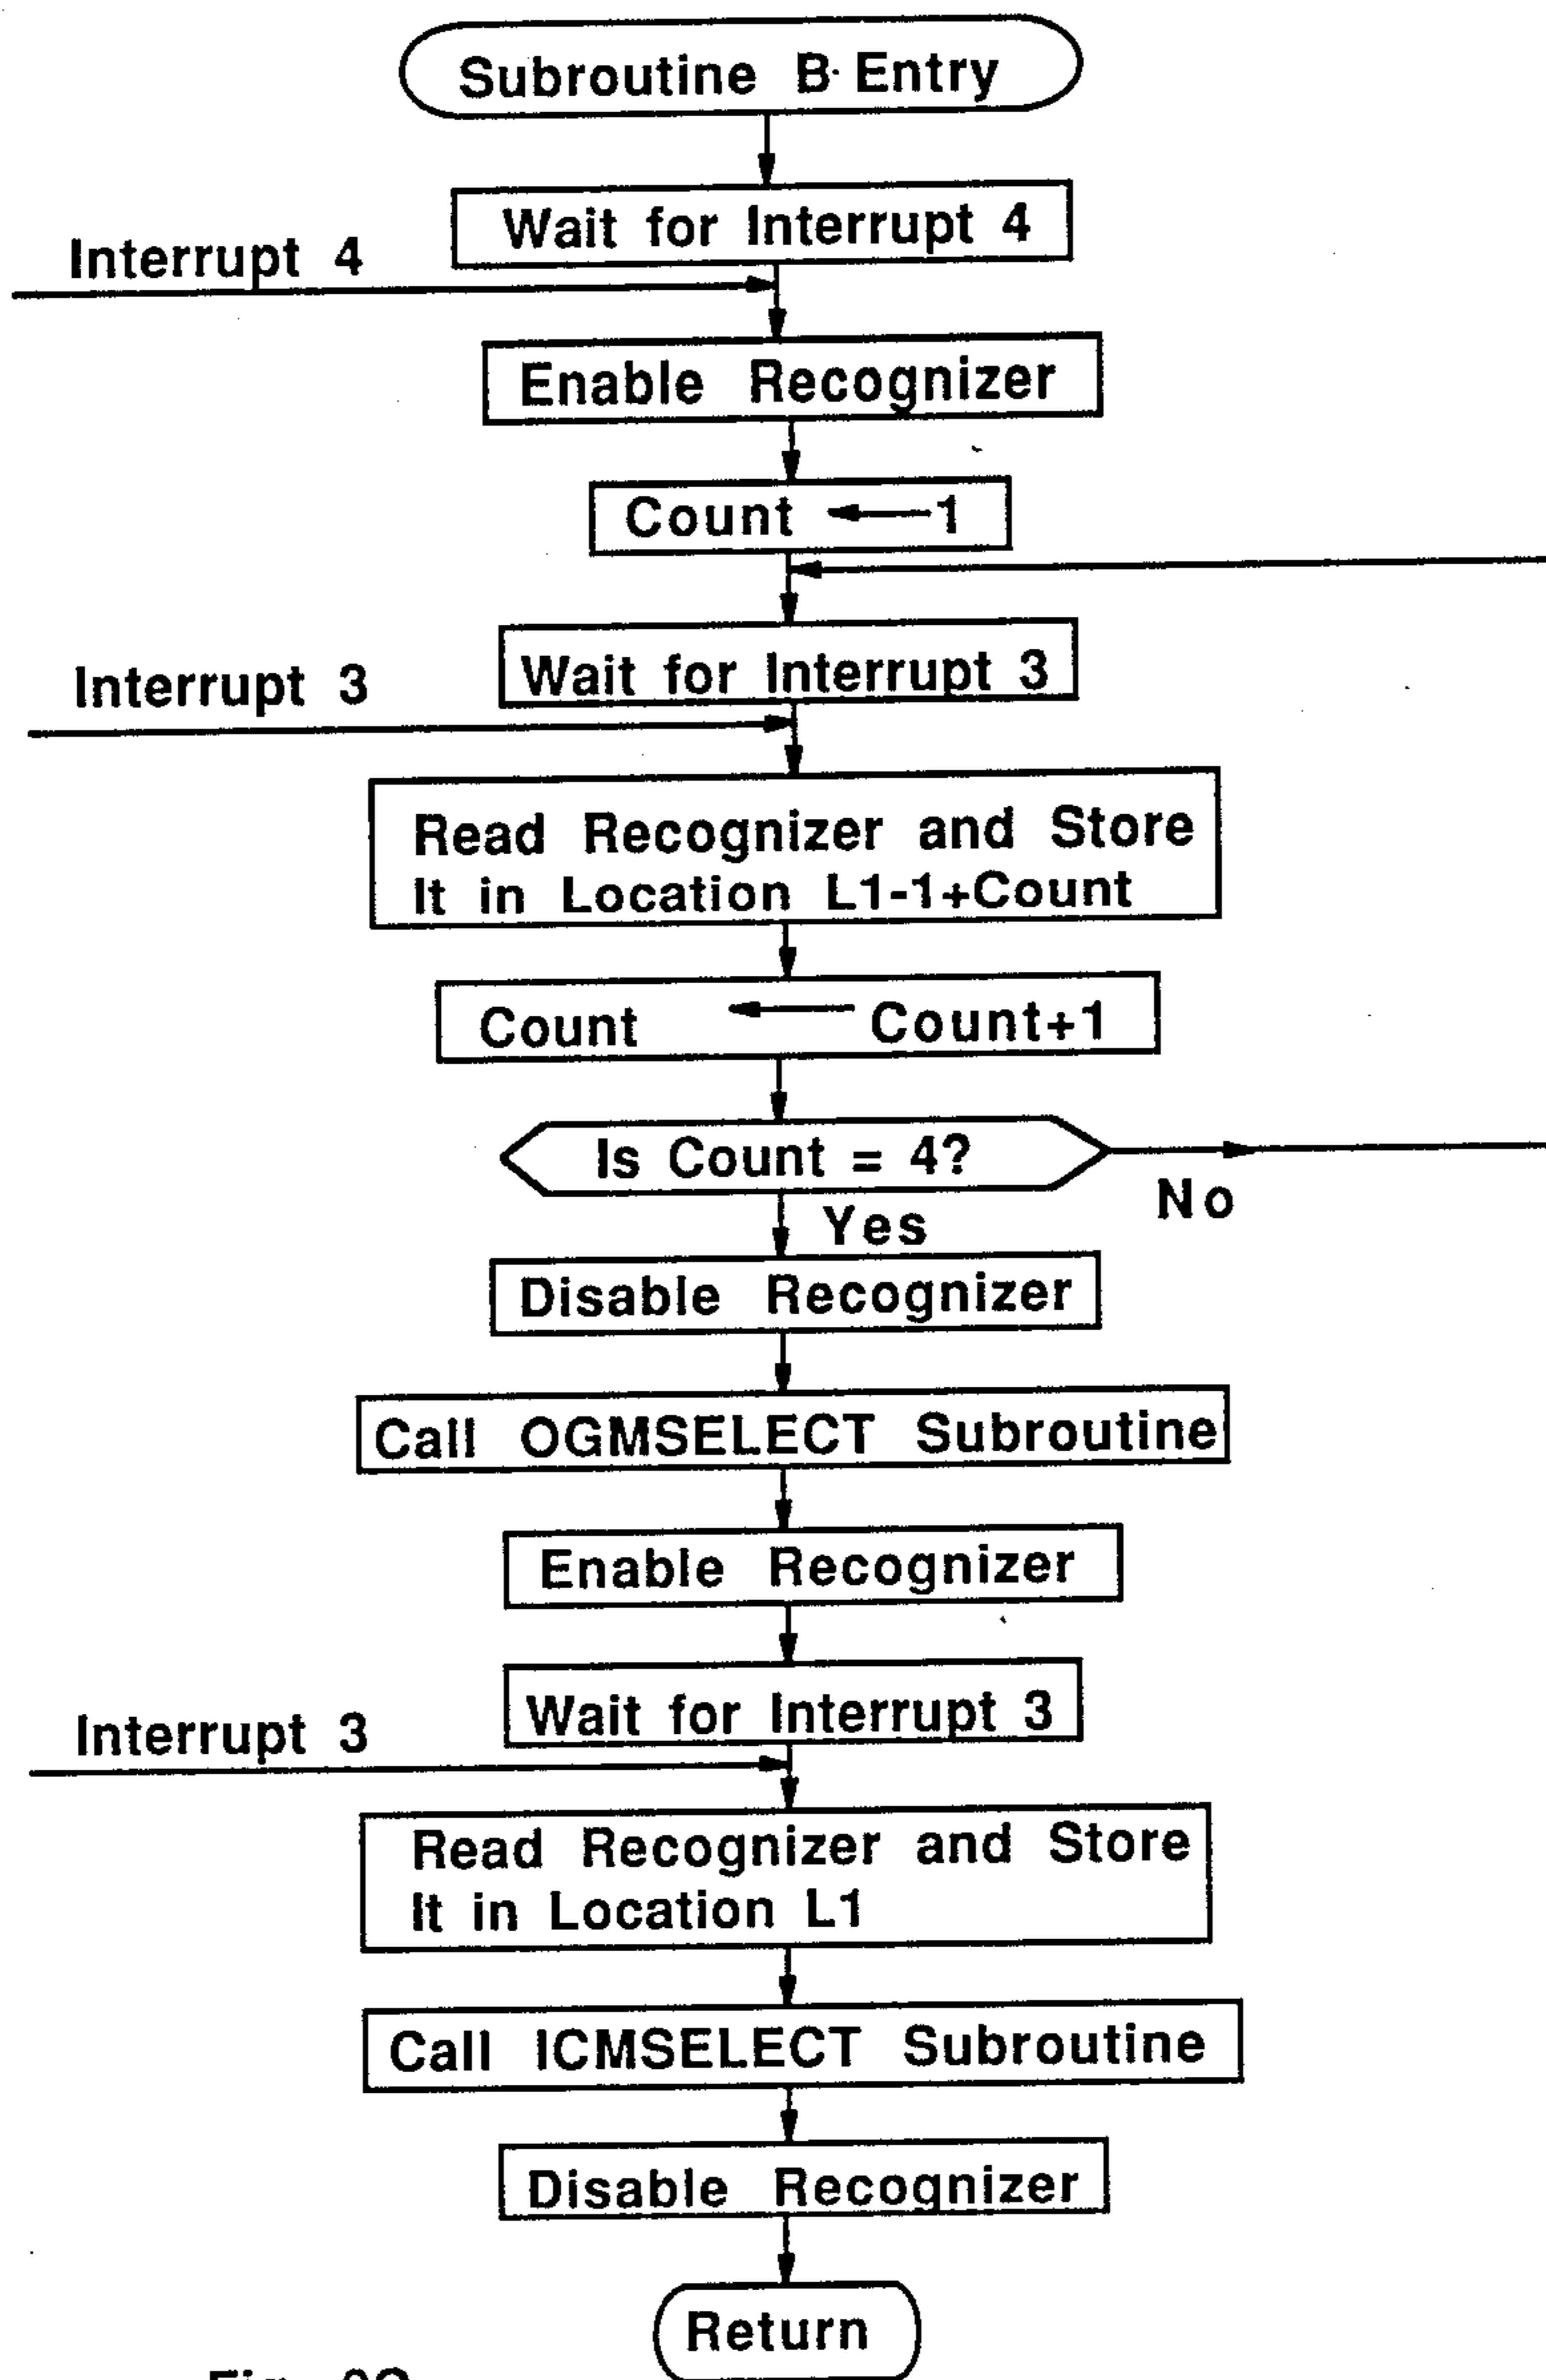 Subroutine B Entry
Wait for Interrupt 4
Interrupt 4
Enable Recognizer
Count ← 1
Wait for Interrupt 3
Interrupt 3
Read Recognizer and Store
It in Location L1-1+Count
Count ← Count+1
Is Count = 4?
No
Yes
Disable Recognizer
Call OGMSELECT Subroutine
Enable Recognizer
Wait for Interrupt 3
Interrupt 3
Read Recognizer and Store
It in Location L1
Call ICMSELECT Subroutine
Disable Recognizer
Return